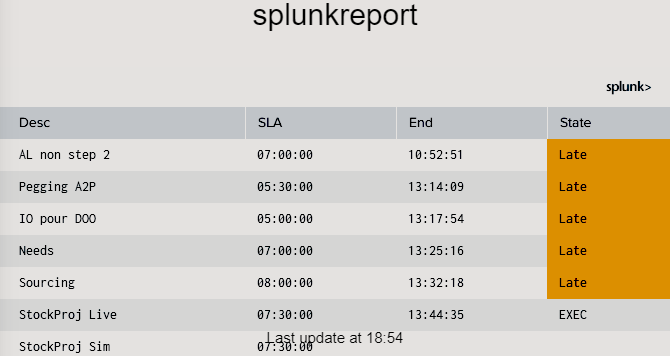 splunkreport
splunk>
Desc SLA End State
AL non step 2 07:00:00 10:52:51 Late
Pegging A2P 05:30:00 13:14:09 Late
IO pour DOO 05:00:00 13:17:54 Late
Needs 07:00:00 13:25:16 Late
Sourcing 08:00:00 13:32:18 Late
StockProj Live 07:30:00 13:44:35 EXEC
Last update at 18:54
StockProj Sim 07:30:00